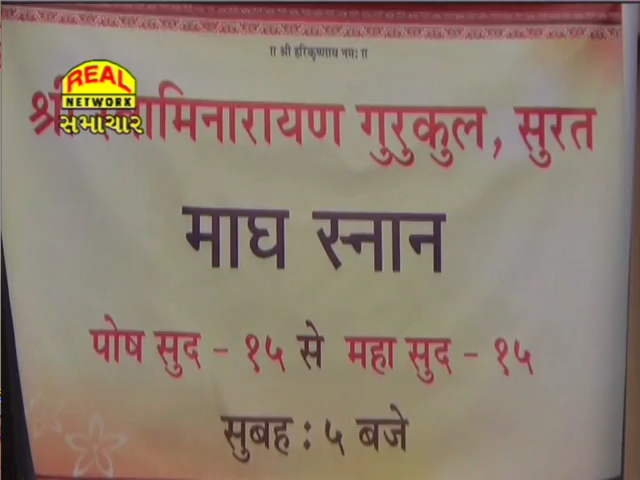 ॥ श्री हरिकृष्णाय नमः ॥
REAL
NETWORK
સમાચાર
श्री स्वामिनारायण गुरुकुल, सुरत
माघ स्नान
पोष सुद - १५ से महा सुद - १५
सुबह : ५ बजे